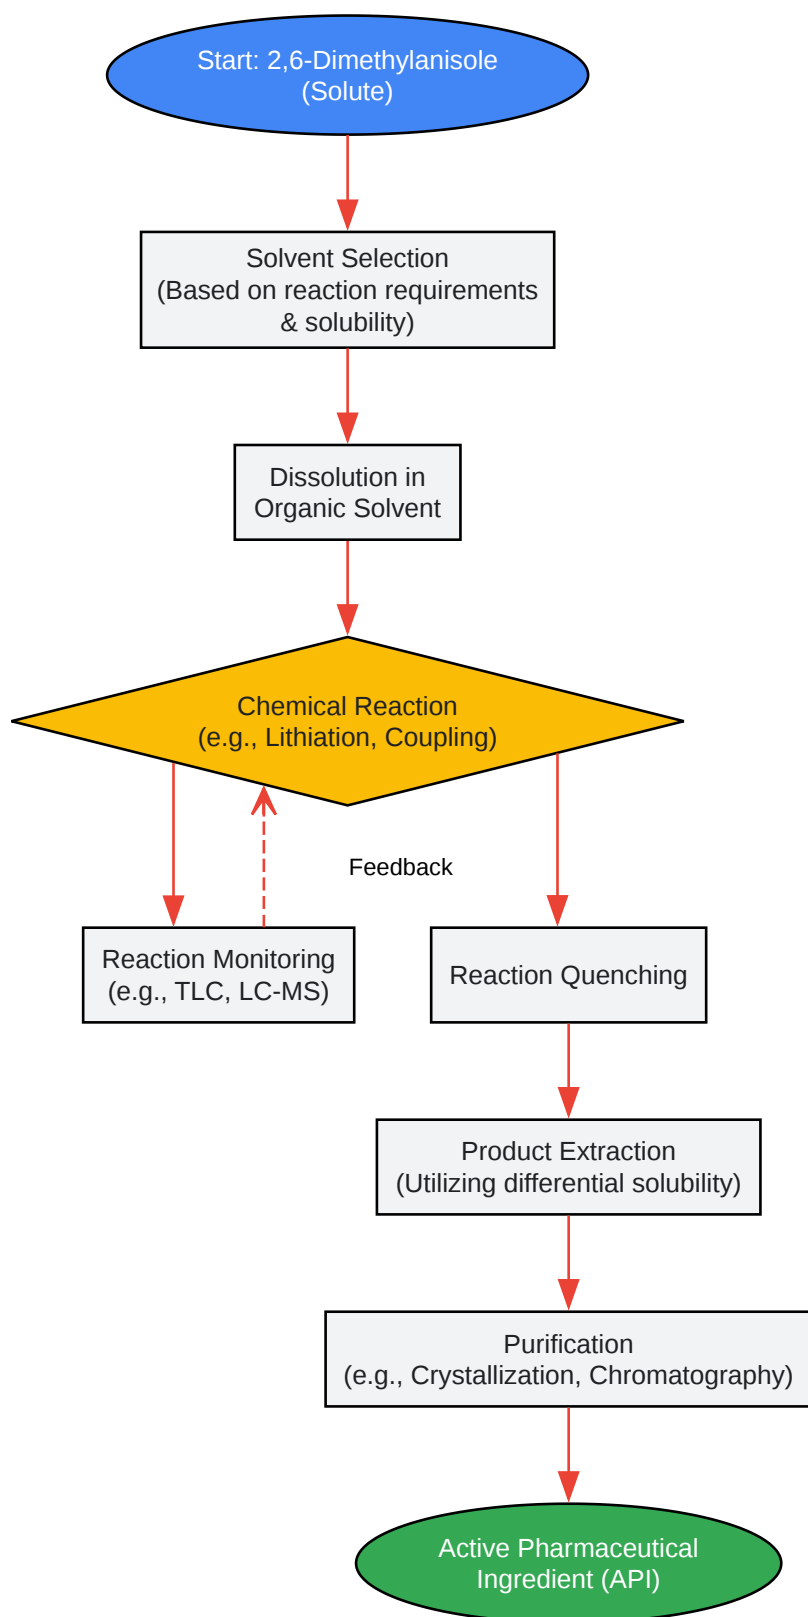 Start: 2,6-Dimethylanisole
(Solute)
Solvent Selection
(Based on reaction requirements
& solubility)
Dissolution in
Organic Solvent
Chemical Reaction
(e.g., Lithiation, Coupling)
Feedback
Reaction Monitoring
(e.g., TLC, LC-MS)
Reaction Quenching
Product Extraction
(Utilizing differential solubility)
Purification
(e.g., Crystallization, Chromatography)
Active Pharmaceutical
Ingredient (API)